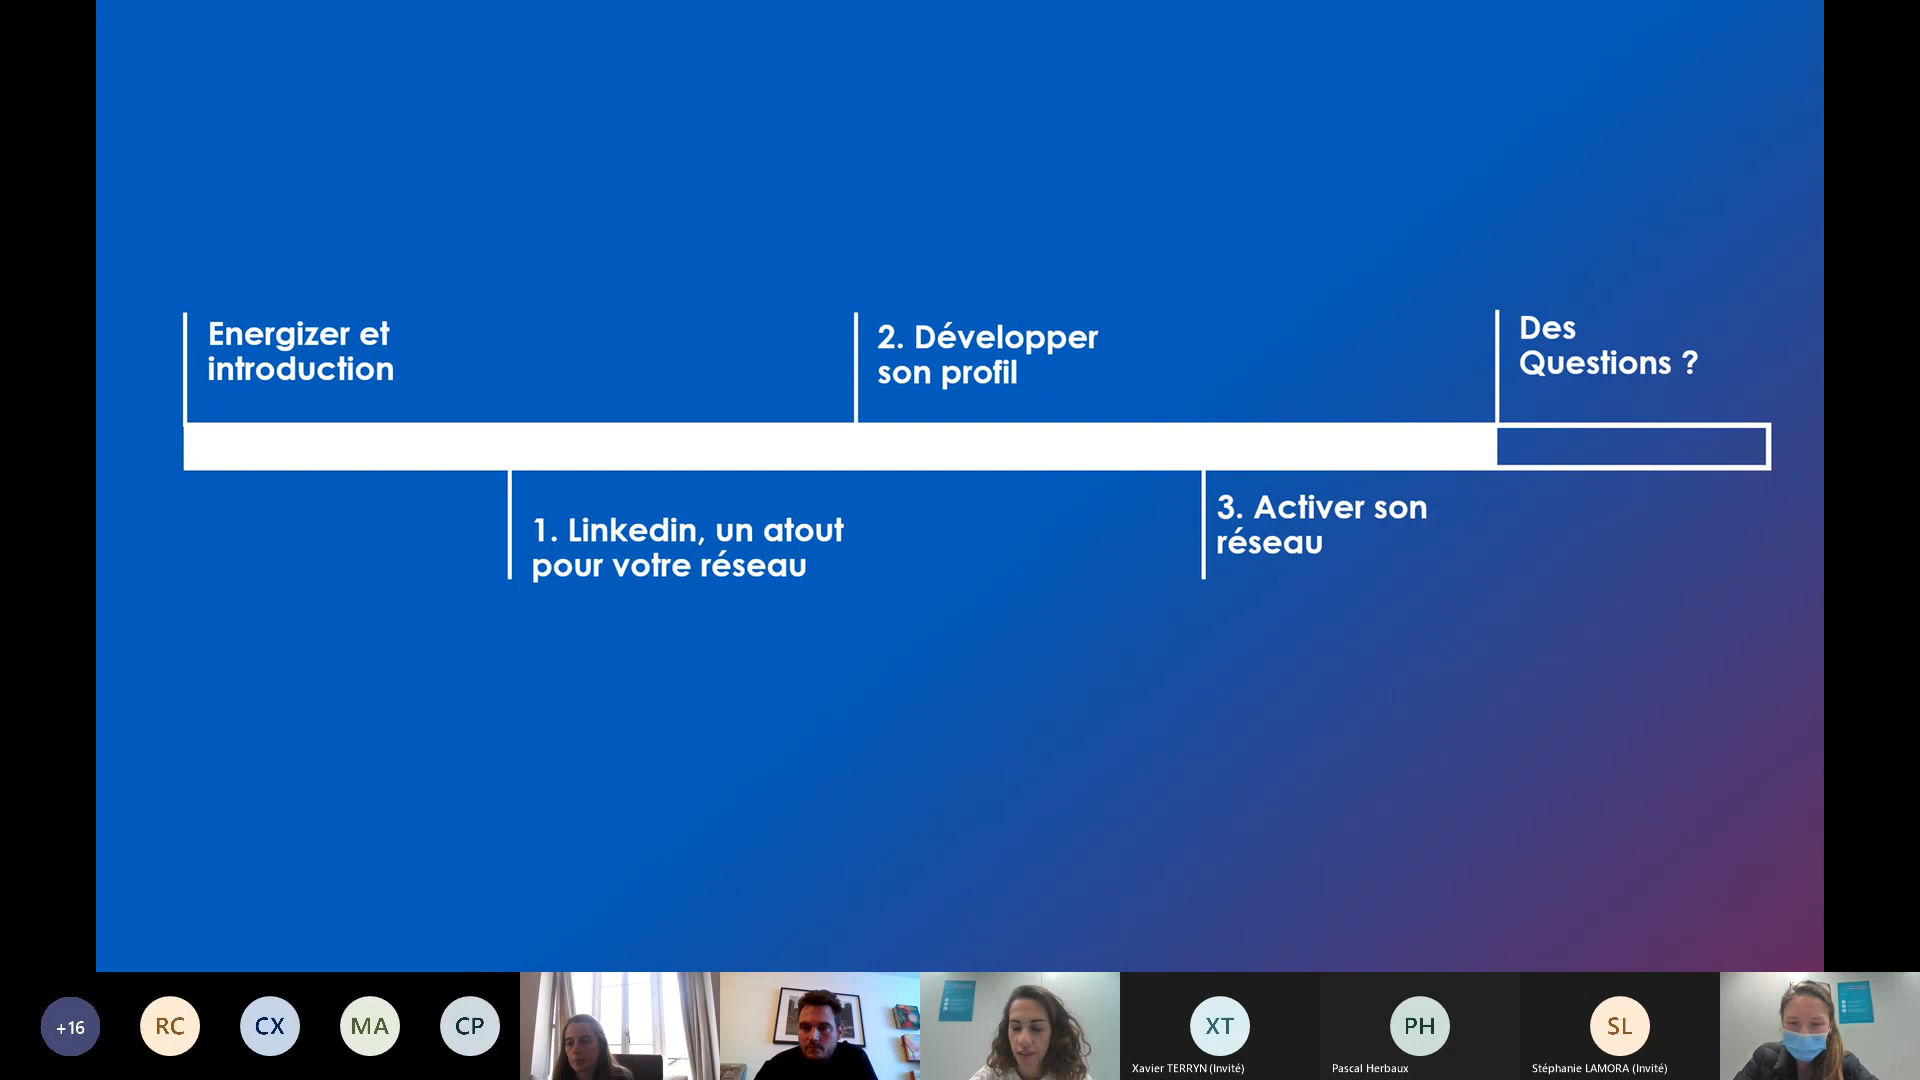 Energizer et
introduction
2. Développer
son profil
Des
Questions ?
1. Linkedin, un atout
pour votre réseau
3. Activer son
réseau
+16
RC
CX
MA
CP
XT
Xavier TERRYN (Invité)
PH
Pascal Herbaux
SL
Stéphanie LAMORA (Invité)